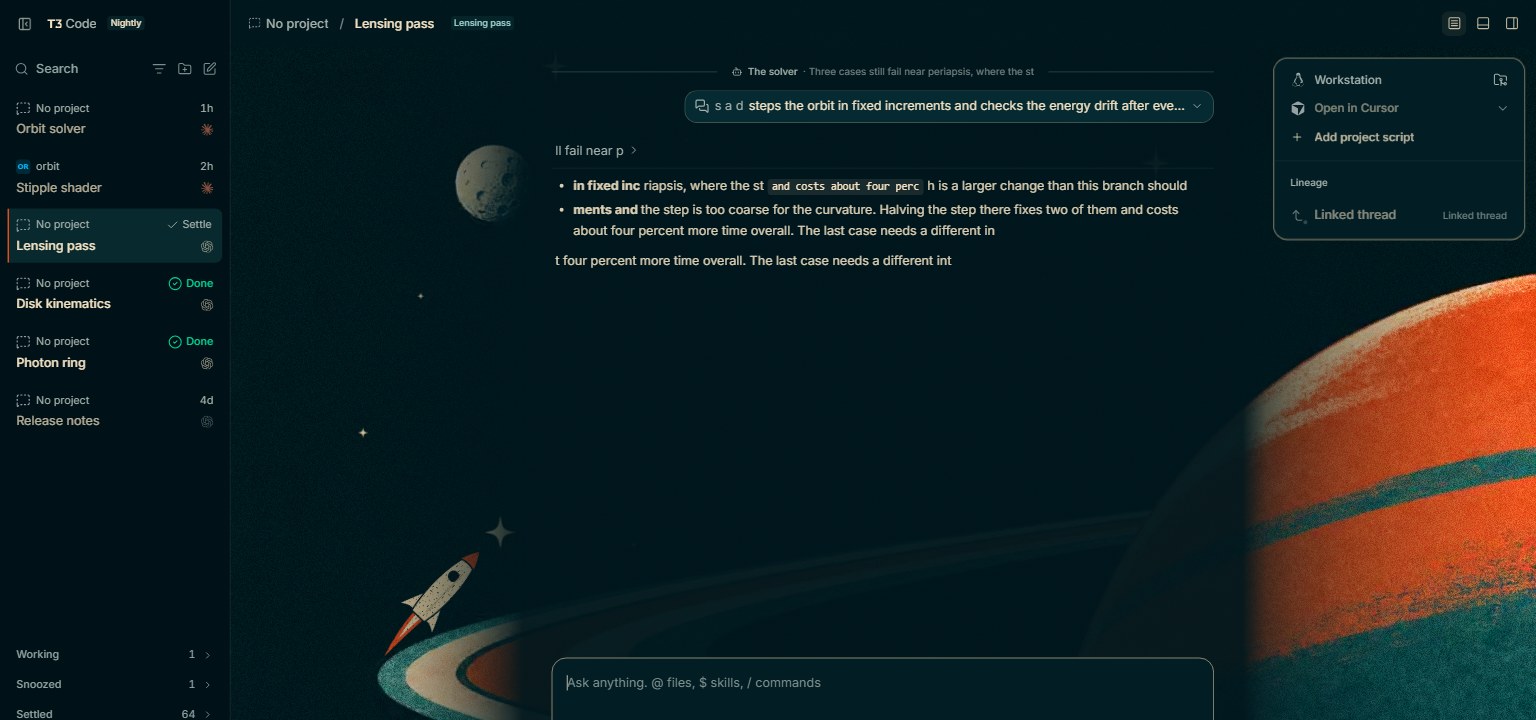 T3 Code Nightly
No project / Lensing pass Lensing pass
Search
No project 1h
Orbit solver
OR orbit 2h
Stipple shader
No project Settle
Lensing pass
No project Done
Disk kinematics
No project Done
Photon ring
No project 4d
Release notes
Working 1
Snoozed 1
Settled 64
The solver · Three cases still fail near periapsis, where the st
s a d steps the orbit in fixed increments and checks the energy drift after eve...
ll fail near p
• in fixed inc riapsis, where the st and costs about four perc h is a larger change than this branch should
• ments and the step is too coarse for the curvature. Halving the step there fixes two of them and costs
about four percent more time overall. The last case needs a different in
t four percent more time overall. The last case needs a different int
Ask anything. @ files, $ skills, / commands
Workstation
Open in Cursor
Add project script
Lineage
Linked thread Linked thread